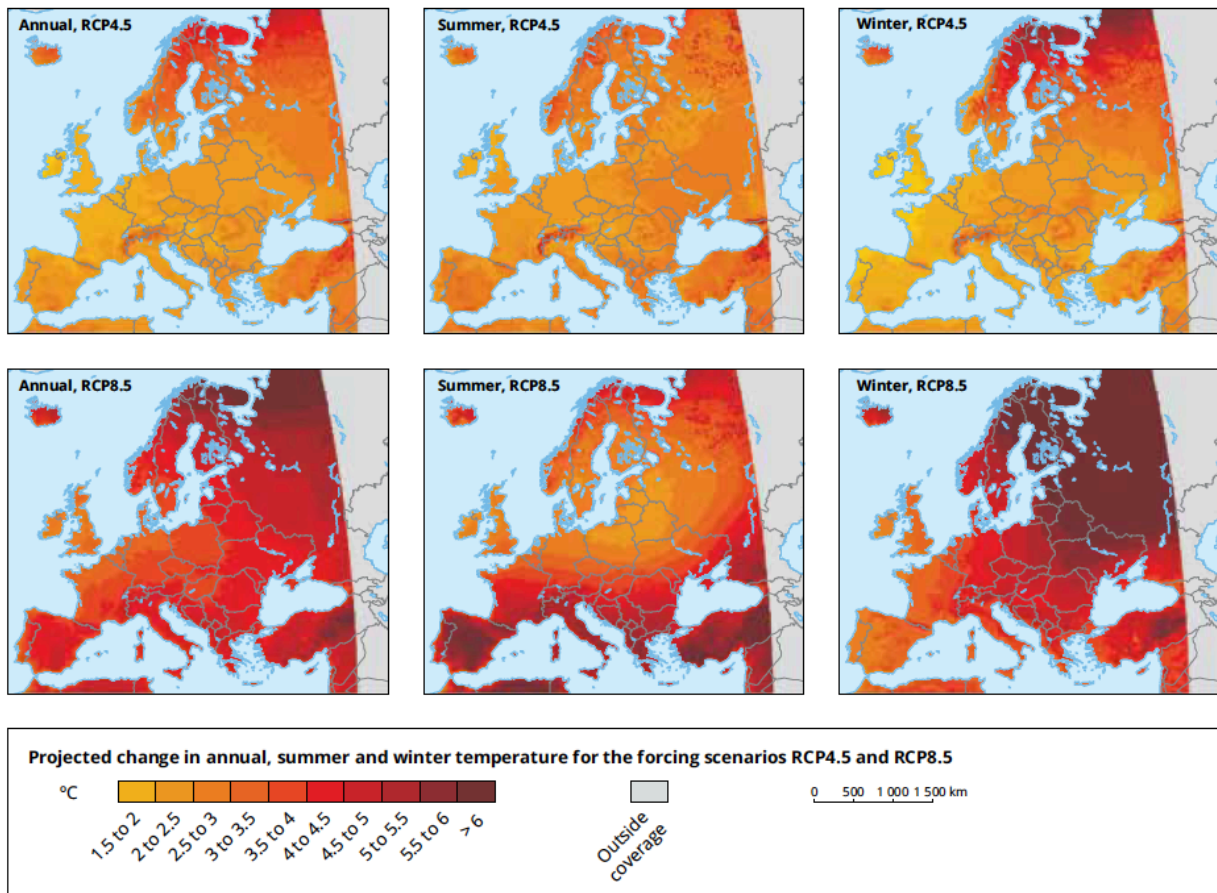 Annual, RCP4.5
Summer, RCP4.5
Winter, RCP4.5
Annual, RCP8.5
Summer, RCP8.5
Winter, RCP8.5
Projected change in annual, summer and winter temperature for the forcing scenarios RCP4.5 and RCP8.5
ºC
1.5 to 2
2 to 2.5
2.5 to 3
3 to 3.5
3.5 to 4
4 to 4.5
4.5 to 5
5 to 5.5
5.5 to 6
> 6
Outside
coverage
0 500 1 000 1 500 km